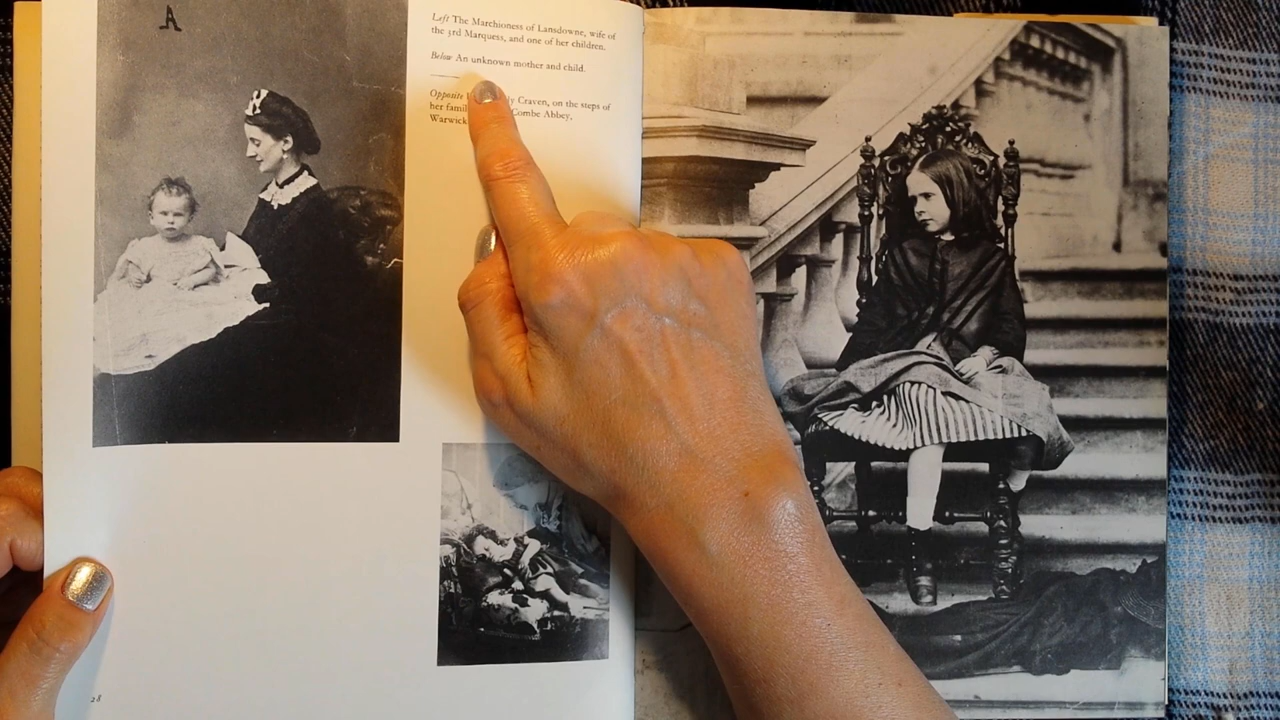 A
Left The Marchioness of Lansdowne, wife of
the 3rd Marquess, and one of her children.
Below An unknown mother and child.
Opposite ly Craven, on the steps of
her famil Combe Abbey,
Warwick
28